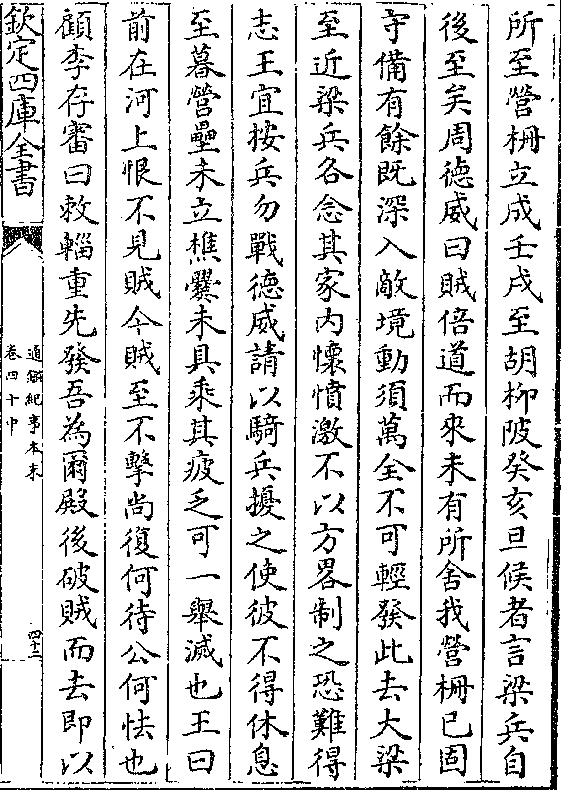 所至營柵立成壬戌至胡柳陂癸亥旦候者言梁兵自
後至矣周德威曰賊倍道而來未有所舍我營柵已固
守備有餘既深入敵境動須萬全不可輕發此去大梁
至近梁兵各念其家内懷憤激不以方畧制之恐難得
志王宜按兵勿戰德威請以騎兵擾之使彼不得休息
至暮營壘未立樵爨未具乘其疲乏可一舉滅也王曰
前在河上恨不見賊今賊至不擊尚復何待公何怯也
顧李存審曰敕輜重先發吾為爾殿後破賊而去即以
欽定四庫全書
通鑑紀事本末
卷四十中
四十二